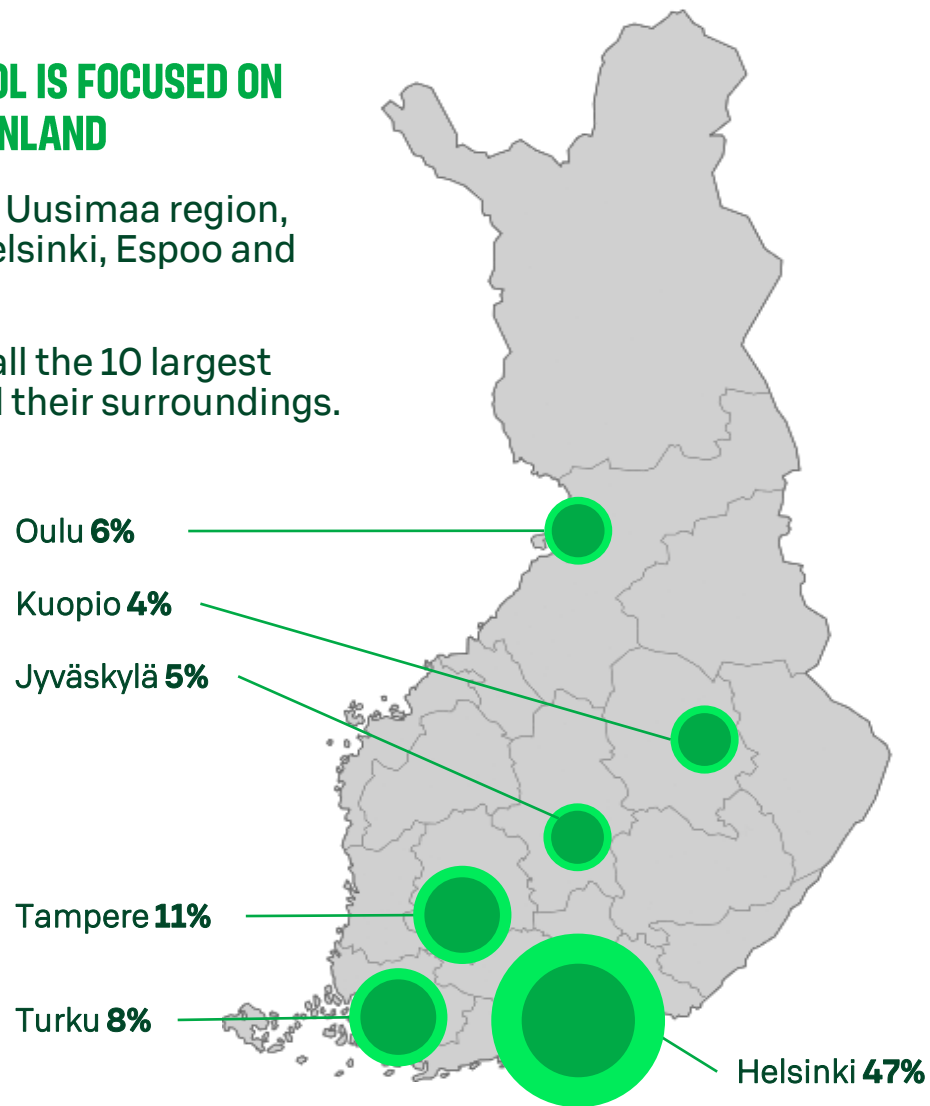 OL IS FOCUSED ON
NLAND
Uusimaa region,
elsinki, Espoo and
all the 10 largest
their surroundings.
Oulu 6%
Kuopio 4%
Jyväskylä 5%
Tampere 11%
Turku 8%
Helsinki 47%